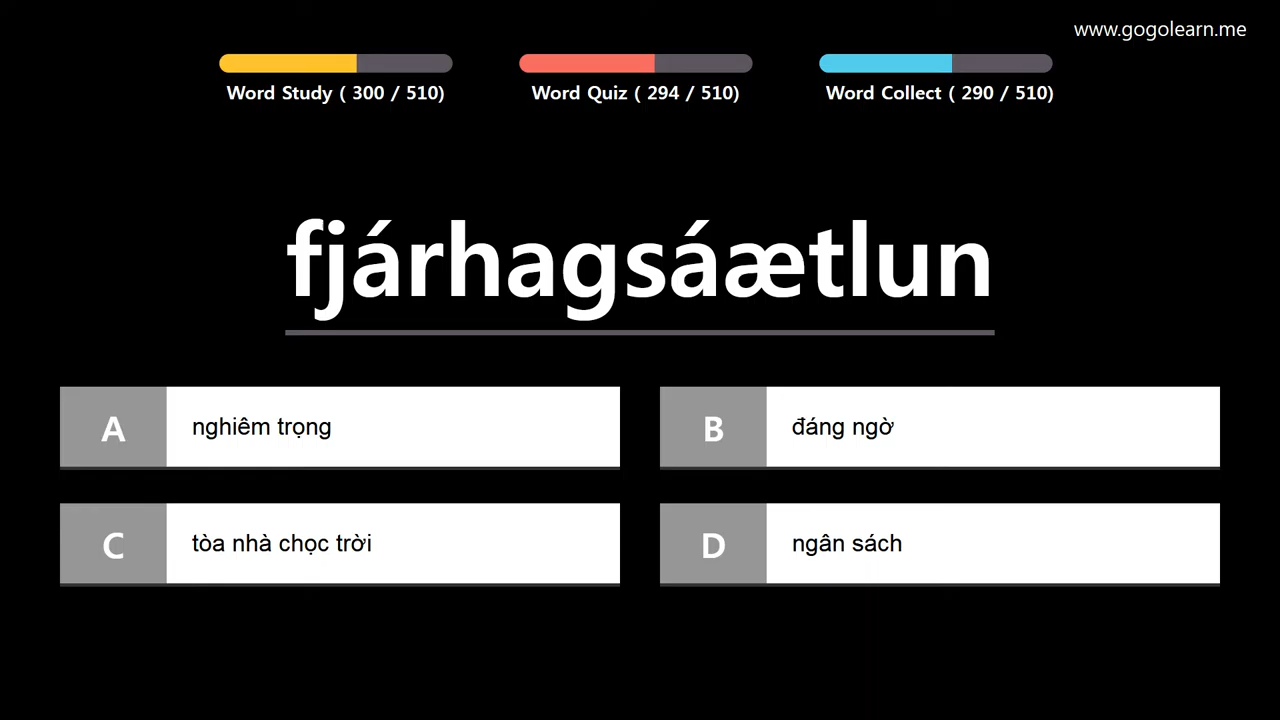 www.gogolearn.me
Word Study ( 300 / 510)
Word Quiz ( 294 / 510)
Word Collect ( 290 / 510)
fjárhagsáætlun
A nghiêm trọng
B đáng ngờ
C tòa nhà chọc trời
D ngân sách